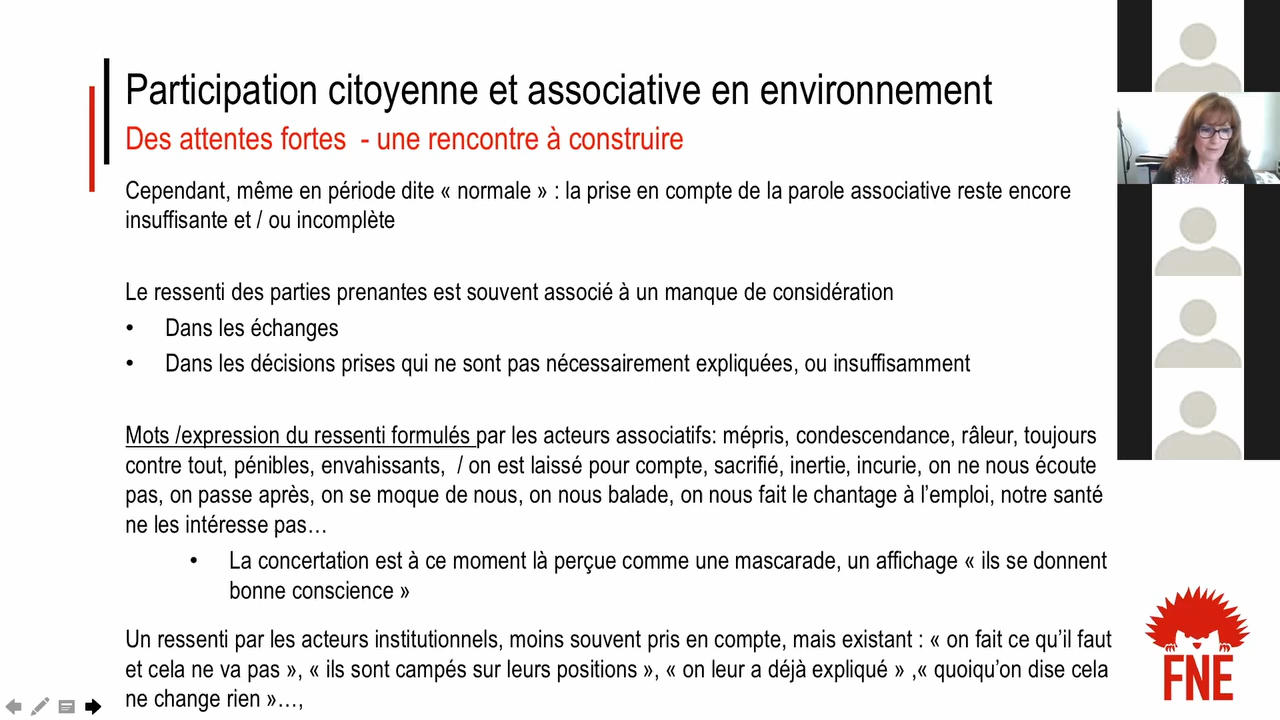 Participation citoyenne et associative en environnement
Des attentes fortes  - une rencontre à construire
Cependant, même en période dite « normale » : la prise en compte de la parole associative reste encore
insuffisante et / ou incomplète
Le ressenti des parties prenantes est souvent associé à un manque de considération
• Dans les échanges
• Dans les décisions prises qui ne sont pas nécessairement expliquées, ou insuffisamment
Mots /expression du ressenti formulés par les acteurs associatifs: mépris, condescendance, râleur, toujours
contre tout, pénibles, envahissants,  / on est laissé pour compte, sacrifié, inertie, incurie, on ne nous écoute
pas, on passe après, on se moque de nous, on nous balade, on nous fait le chantage à l’emploi, notre santé
ne les intéresse pas…
• La concertation est à ce moment là perçue comme une mascarade, un affichage « ils se donnent
bonne conscience »
Un ressenti par les acteurs institutionnels, moins souvent pris en compte, mais existant : « on fait ce qu’il faut
et cela ne va pas », « ils sont campés sur leurs positions », « on leur a déjà expliqué » ,« quoiqu’on dise cela
ne change rien »…,
FNE